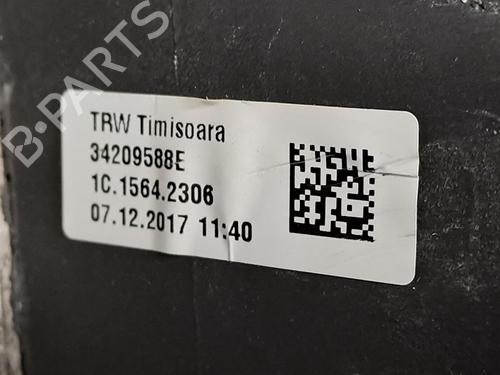 B-PARTS
TRW Timisoara
34209588E
1C.1564.2306
07.12.2017 11:40